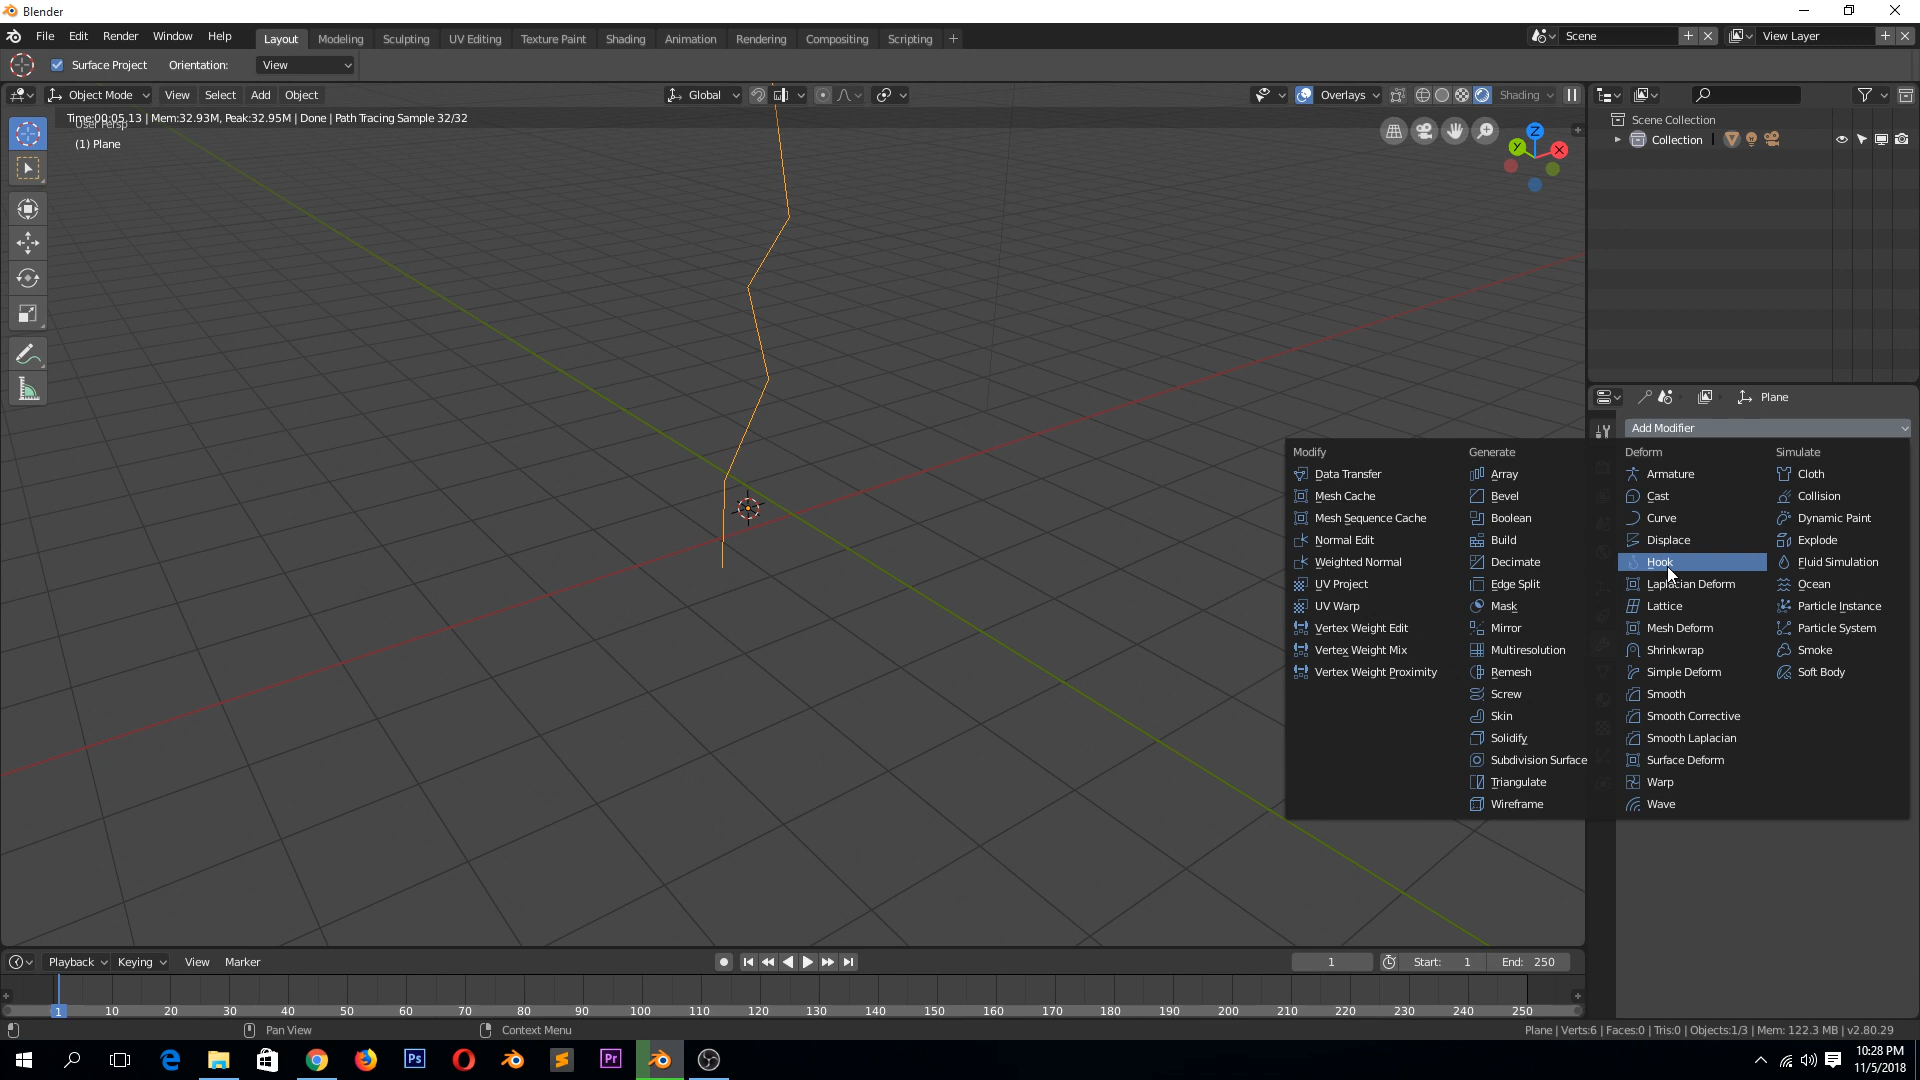 Blender
File Edit Render Window Help
Layout Modeling Sculpting UV Editing Texture Paint Shading Animation Rendering Compositing Scripting +
Scene View Layer
Surface Project Orientation: View
Object Mode View Select Add Object
Global
Overlays Shading
Time:00:05.13 | Mem:32.93M, Peak:32.95M | Done | Path Tracing Sample 32/32
User Persp
(1) Plane
Z
Y
X
Scene Collection
Collection
Plane
Add Modifier
Modify
Data Transfer
Mesh Cache
Mesh Sequence Cache
Normal Edit
Weighted Normal
UV Project
UV Warp
Vertex Weight Edit
Vertex Weight Mix
Vertex Weight Proximity
Generate
Array
Bevel
Boolean
Build
Decimate
Edge Split
Mask
Mirror
Multiresolution
Remesh
Screw
Skin
Solidify
Subdivision Surface
Triangulate
Wireframe
Deform
Armature
Cast
Curve
Displace
Hook
Laplacian Deform
Lattice
Mesh Deform
Shrinkwrap
Simple Deform
Smooth
Smooth Corrective
Smooth Laplacian
Surface Deform
Warp
Wave
Simulate
Cloth
Collision
Dynamic Paint
Explode
Fluid Simulation
Ocean
Particle Instance
Particle System
Smoke
Soft Body
Playback Keying View Marker
1 Start: 1 End: 250
1 10 20 30 40 50 60 70 80 90 100 110 120 130 140 150 160 170 180 190 200 210 220 230 240 250
Pan View Context Menu
Plane | Verts:6 | Faces:0 | Tris:0 | Objects:1/3 | Mem: 122.3 MB | v2.80.29
Ps
Pr
10:28 PM
11/5/2018